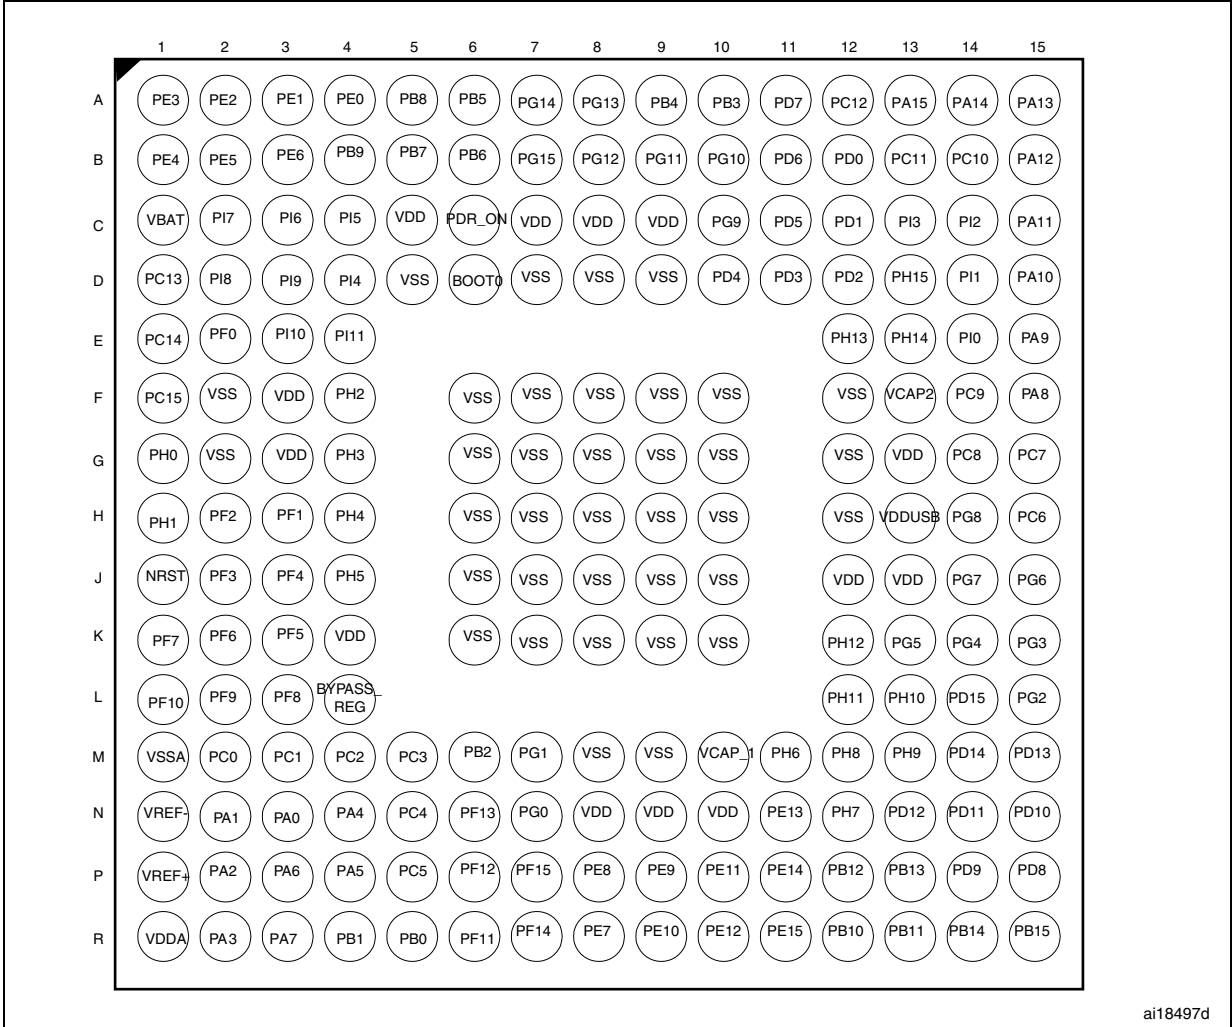 1 2 3 4 5 6 7 8 9 10 11 12 13 14 15
A PE3 PE2 PE1 PE0 PB8 PB5 PG14 PG13 PB4 PB3 PD7 PC12 PA15 PA14 PA13
B PE4 PE5 PE6 PB9 PB7 PB6 PG15 PG12 PG11 PG10 PD6 PD0 PC11 PC10 PA12
C VBAT PI7 PI6 PI5 VDD PDR_ON VDD VDD VDD PG9 PD5 PD1 PI3 PI2 PA11
D PC13 PI8 PI9 PI4 VSS BOOT0 VSS VSS VSS PD4 PD3 PD2 PH15 PI1 PA10
E PC14 PF0 PI10 PI11 PH13 PH14 PI0 PA9
F PC15 VSS VDD PH2 VSS VSS VSS VSS VSS VSS VCAP2 PC9 PA8
G PH0 VSS VDD PH3 VSS VSS VSS VSS VSS VSS VDD PC8 PC7
H PH1 PF2 PF1 PH4 VSS VSS VSS VSS VSS VSS VDDUSB PG8 PC6
J NRST PF3 PF4 PH5 VSS VSS VSS VSS VSS VDD VDD PG7 PG6
K PF7 PF6 PF5 VDD VSS VSS VSS VSS VSS PH12 PG5 PG4 PG3
L PF10 PF9 PF8 BYPASS_
REG PH11 PH10 PD15 PG2
M VSSA PC0 PC1 PC2 PC3 PB2 PG1 VSS VSS VCAP_1 PH6 PH8 PH9 PD14 PD13
N VREF- PA1 PA0 PA4 PC4 PF13 PG0 VDD VDD VDD PE13 PH7 PD12 PD11 PD10
P VREF+ PA2 PA6 PA5 PC5 PF12 PF15 PE8 PE9 PE11 PE14 PB12 PB13 PD9 PD8
R VDDA PA3 PA7 PB1 PB0 PF11 PF14 PE7 PE10 PE12 PE15 PB10 PB11 PB14 PB15
ai18497d